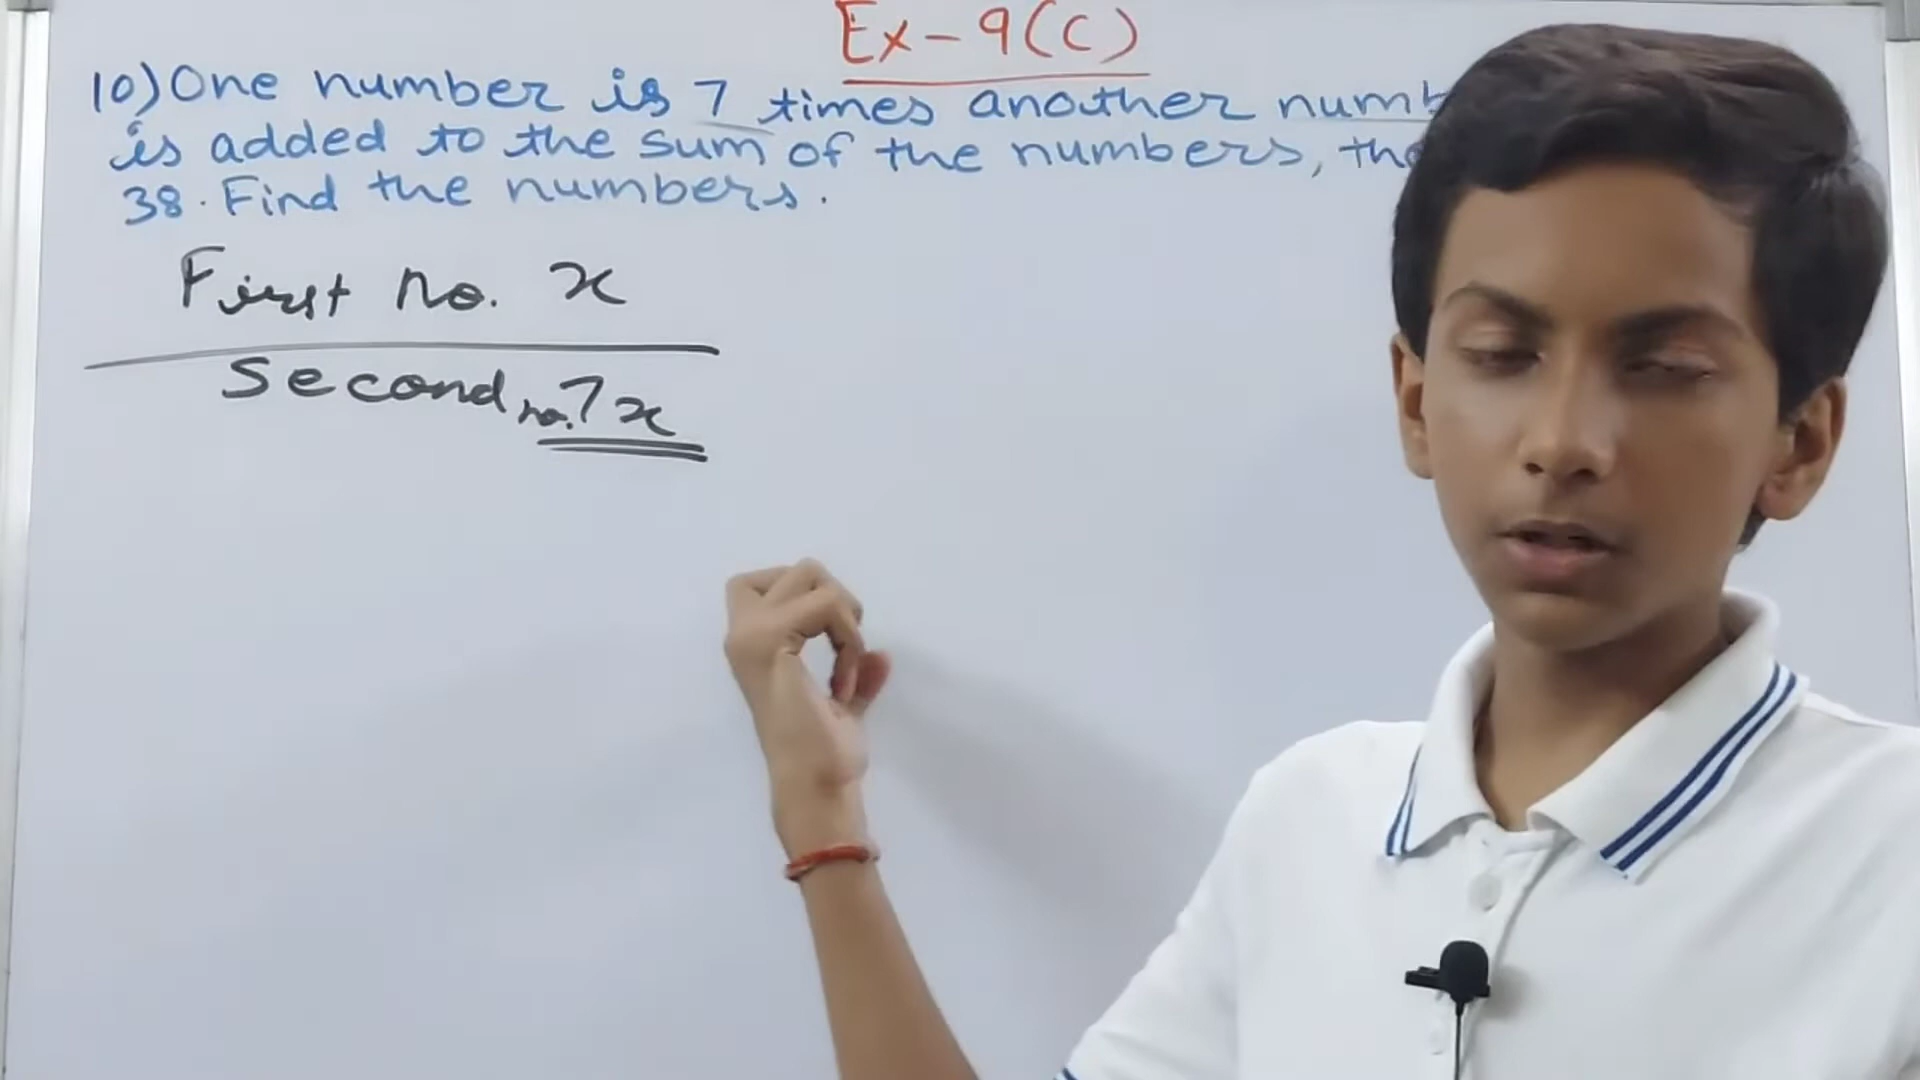 Ex-9(C)
10) One number is 7 times another
is added to the sum of the numbers,
38. Find the numbers.
First no. x
Second no. 7x